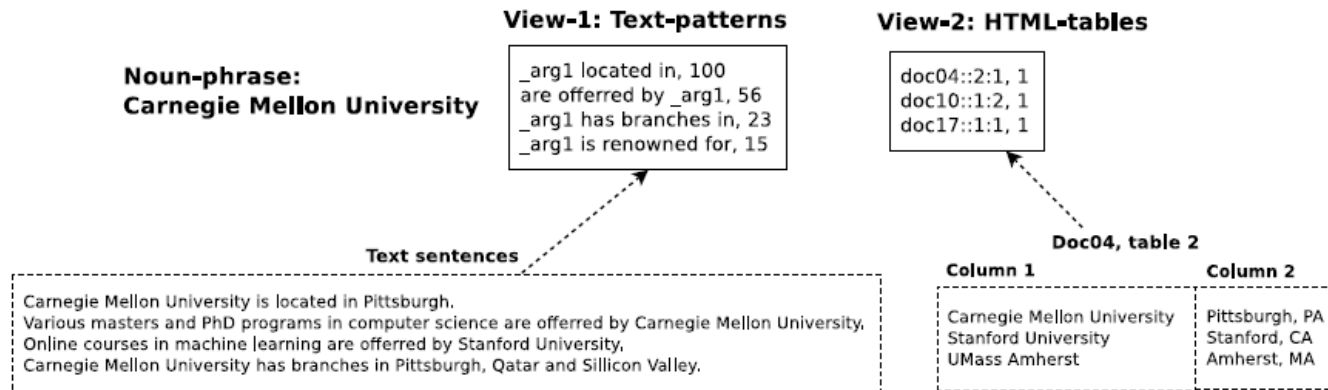 View-1: Text-patterns
View-2: HTML-tables
Noun-phrase:
Carnegie Mellon University
_arg1 located in, 100
are offerred by _arg1, 56
_arg1 has branches in, 23
_arg1 is renowned for, 15
doc04::2:1, 1
doc10::1:2, 1
doc17::1:1, 1
Text sentences
Carnegie Mellon University is located in Pittsburgh.
Various masters and PhD programs in computer science are offerred by Carnegie Mellon University,
Online courses in machine learning are offerred by Stanford University,
Carnegie Mellon University has branches in Pittsburgh, Qatar and Sillicon Valley.
Doc04, table 2
Column 1 Column 2
Carnegie Mellon University Pittsburgh, PA
Stanford University Stanford, CA
UMass Amherst Amherst, MA